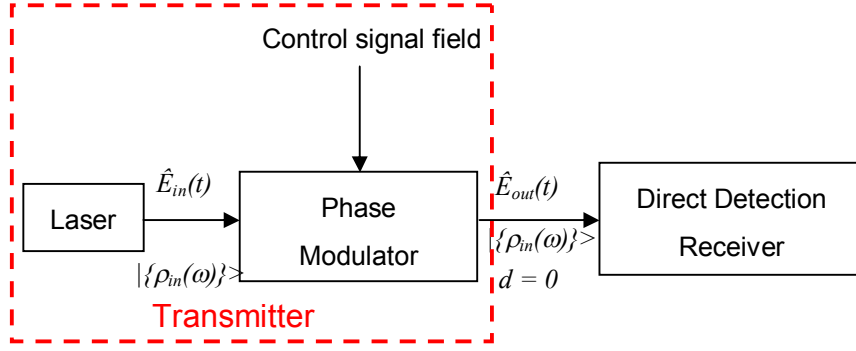 Control signal field
Ê_in(t)
Laser
Phase
Modulator
|{ρ_in(ω)}>
Transmitter
Ê_out(t)
|{ρ_in(ω)}>
d = 0
Direct Detection
Receiver